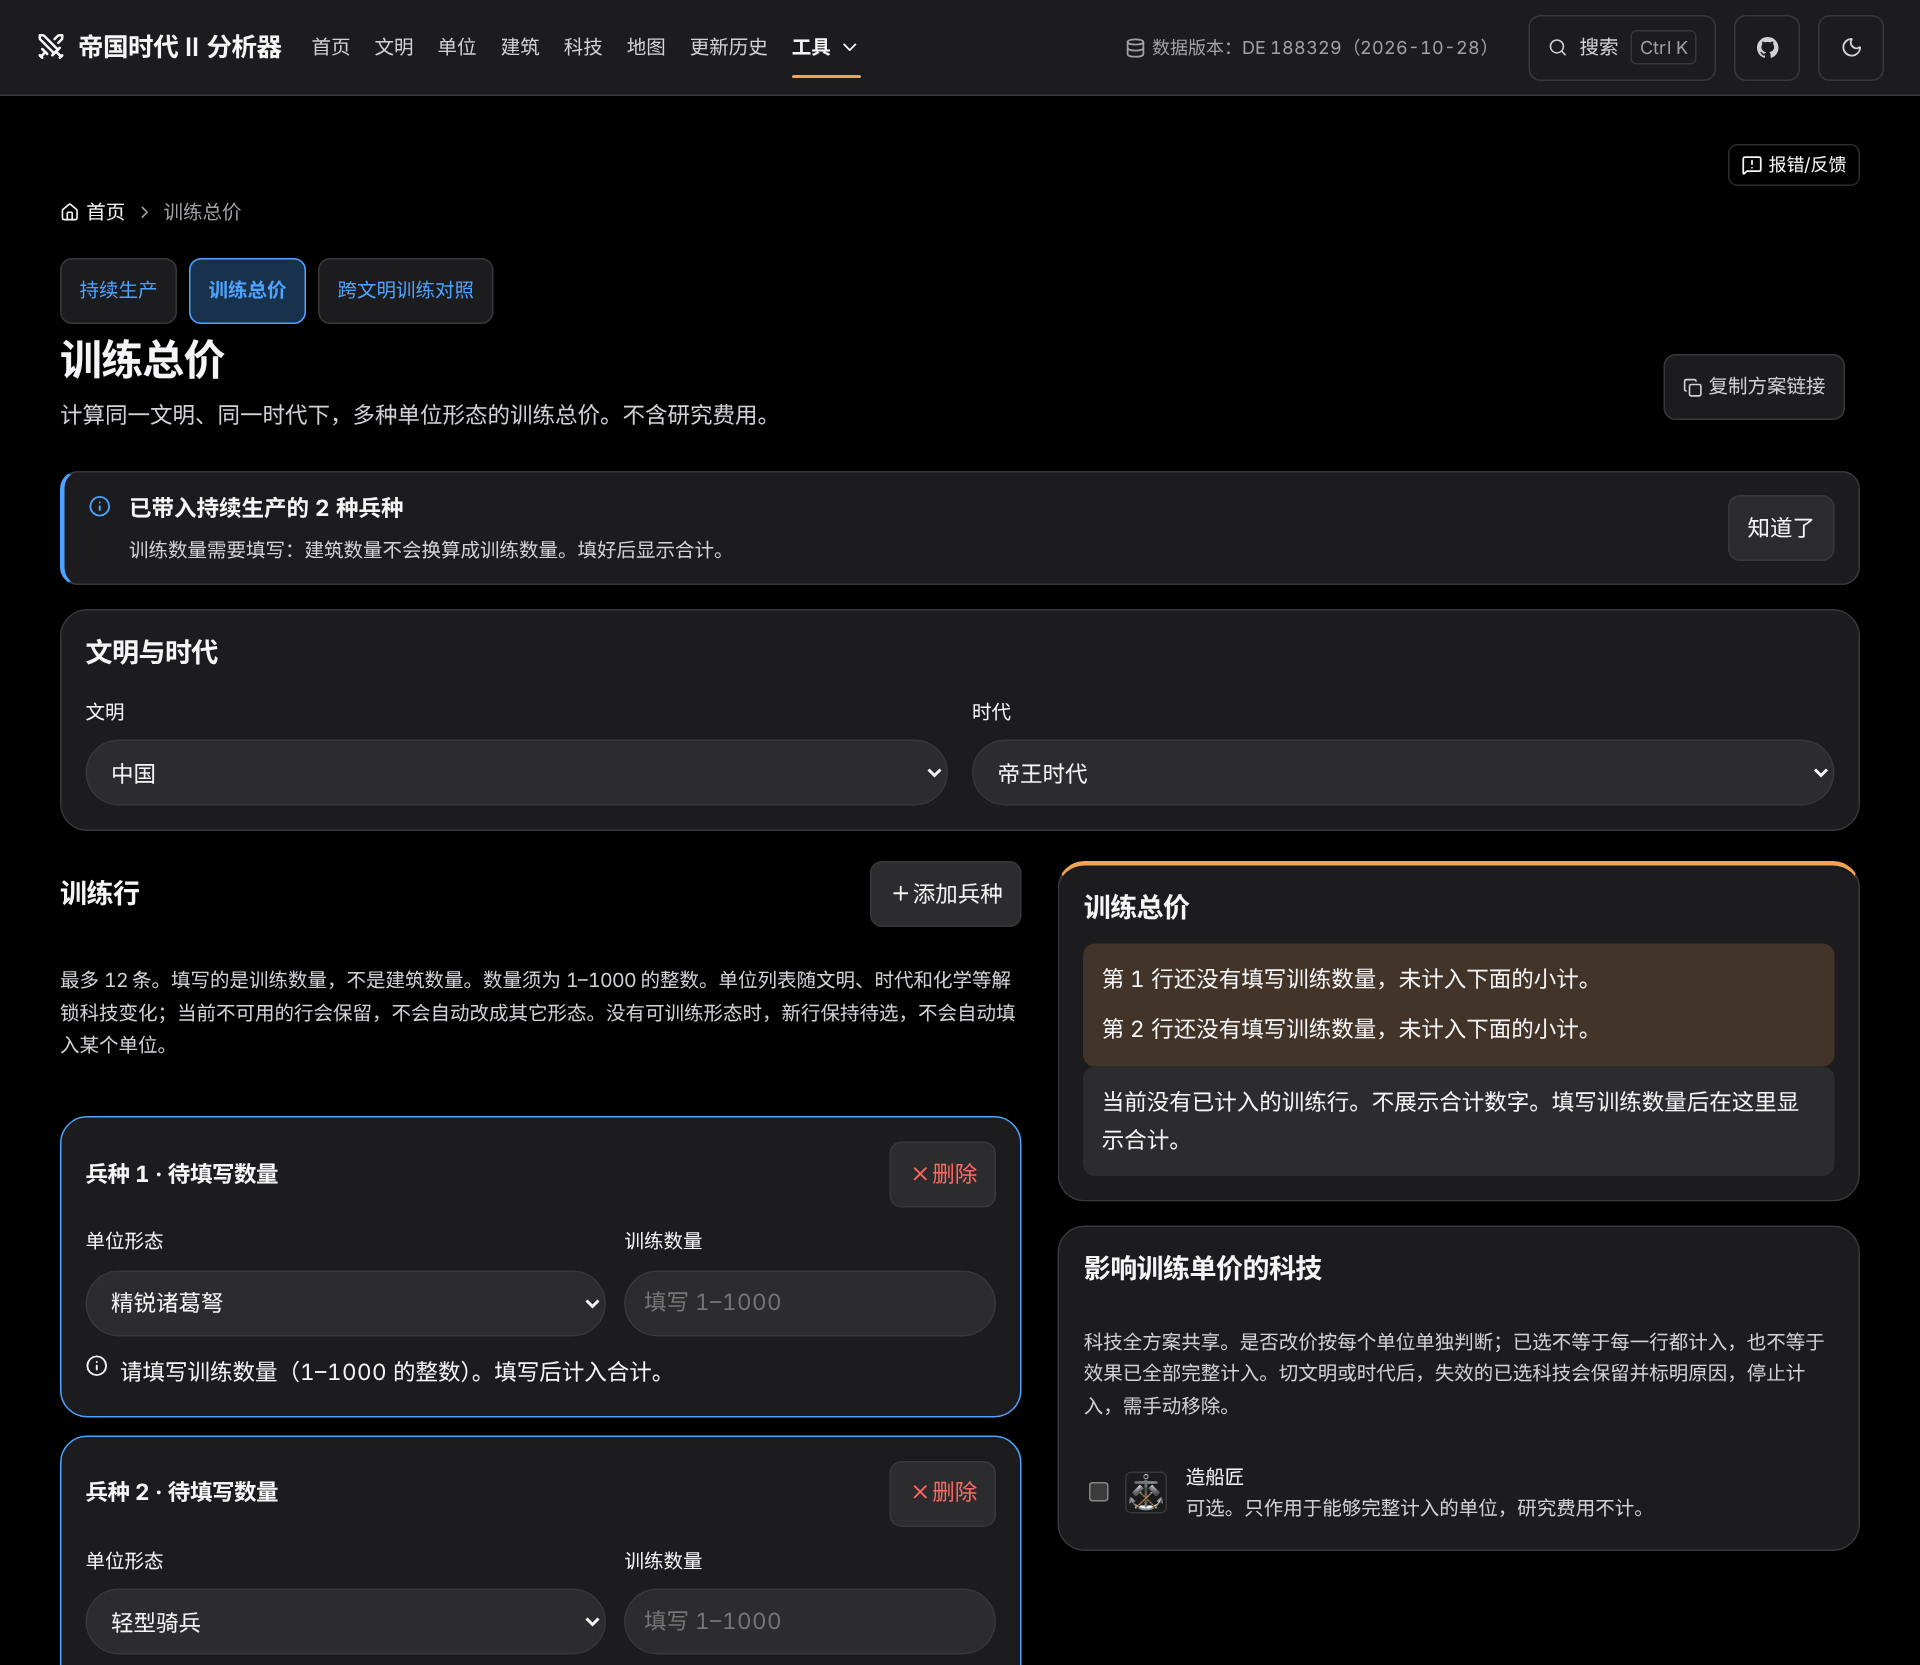 帝国时代 II 分析器
首页
文明
单位
建筑
科技
地图
更新历史
工具
数据版本：DE 188329（2026-10-28）
搜索
Ctrl K
报错/反馈
首页
训练总价
持续生产
训练总价
跨文明训练对照
训练总价
计算同一文明、同一时代下，多种单位形态的训练总价。不含研究费用。
复制方案链接
已带入持续生产的 2 种兵种
训练数量需要填写：建筑数量不会换算成训练数量。填好后显示合计。
知道了
文明与时代
文明
时代
中国
帝王时代
训练行
添加兵种
最多 12 条。填写的是训练数量，不是建筑数量。数量须为 1–1000 的整数。单位列表随文明、时代和化学等解
锁科技变化；当前不可用的行会保留，不会自动改成其它形态。没有可训练形态时，新行保持待选，不会自动填
入某个单位。
兵种 1 · 待填写数量
删除
单位形态
训练数量
精锐诸葛弩
填写 1–1000
请填写训练数量（1–1000 的整数）。填写后计入合计。
兵种 2 · 待填写数量
删除
单位形态
训练数量
轻型骑兵
填写 1–1000
训练总价
第 1 行还没有填写训练数量，未计入下面的小计。
第 2 行还没有填写训练数量，未计入下面的小计。
当前没有已计入的训练行。不展示合计数字。填写训练数量后在这里显
示合计。
影响训练单价的科技
科技全方案共享。是否改价按每个单位单独判断；已选不等于每一行都计入，也不等于
效果已全部完整计入。切文明或时代后，失效的已选科技会保留并标明原因，停止计
入，需手动移除。
造船匠
可选。只作用于能够完整计入的单位，研究费用不计。